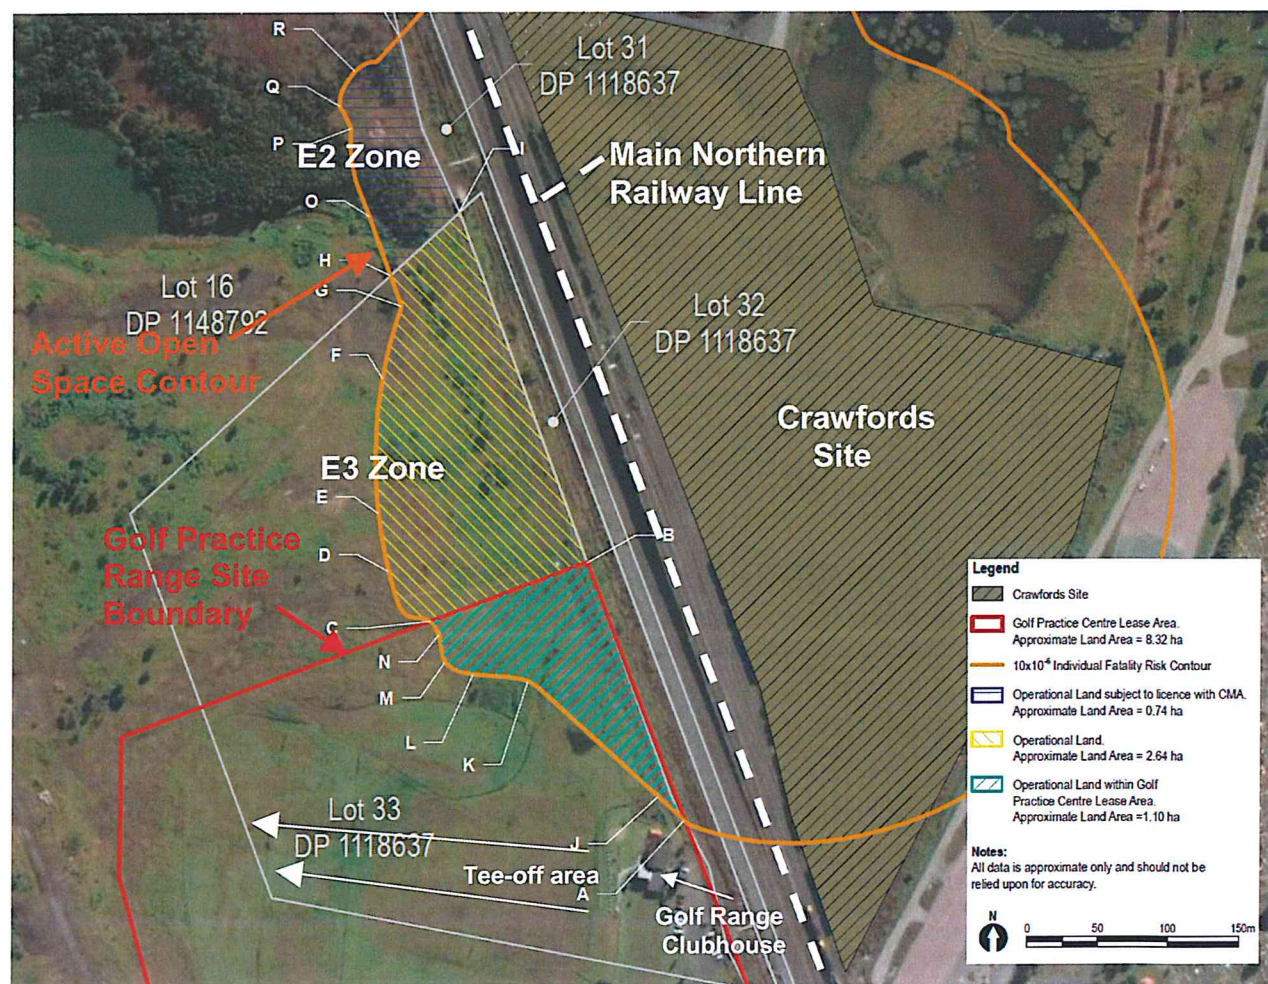 R
Lot 31
DP 1118637
Q
P
E2 Zone
I
Main Northern
Railway Line
O
H
Lot 16
DP 1148792
G
Lot 32
DP 1118637
Active Open
Space Contour
F
Crawfords
Site
E3 Zone
E
Golf Practice
Range Site
Boundary
B
D
C
N
M
L
K
Lot 33
DP 1118637
J
Tee-off area
A
Golf Range
Clubhouse
Legend
Crawfords Site
Golf Practice Centre Lease Area.
Approximate Land Area = 8.32 ha
10x10⁻⁶ Individual Fatality Risk Contour
Operational Land subject to licence with CMA.
Approximate Land Area = 0.74 ha
Operational Land.
Approximate Land Area = 2.64 ha
Operational Land within Golf
Practice Centre Lease Area.
Approximate Land Area =1.10 ha
Notes:
All data is approximate only and should not be
relied upon for accuracy.
N
0 50 100 150m